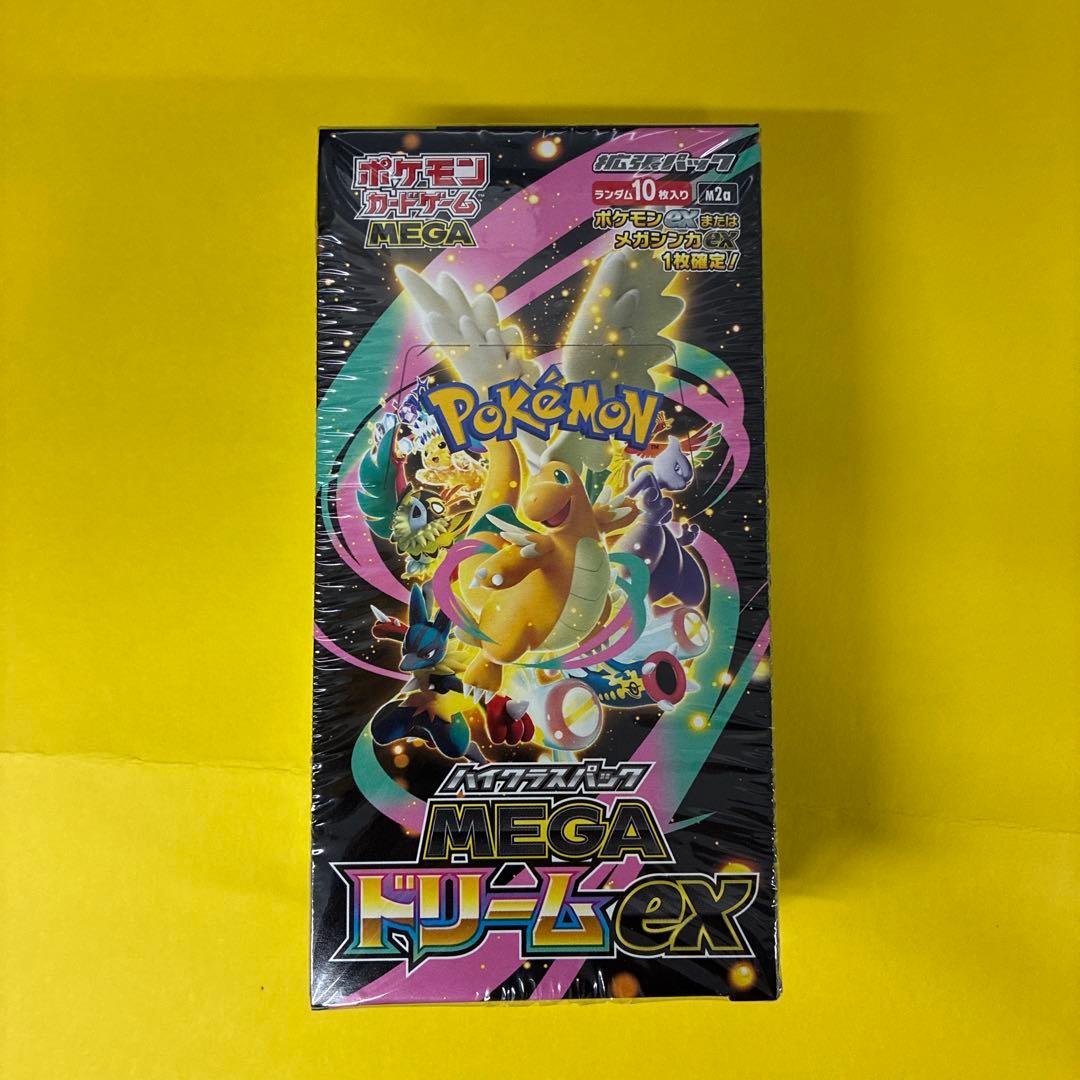 ポケモン
カードゲーム
MEGA
拡張パック
ランダム10枚入り M2a
ポケモンexまたは
メガシンカex
1枚確定!
POKÉMON
TM
ハイクラスパック
MEGA
ドリームex